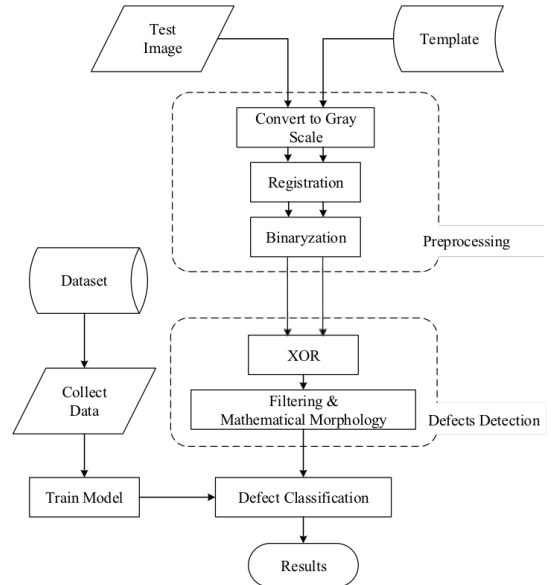 Test
Image
Template
Convert to Gray
Scale
Registration
Binaryzation
Preprocessing
Dataset
XOR
Collect
Data
Filtering &
Mathematical Morphology
Defects Detection
Train Model
Defect Classification
Results